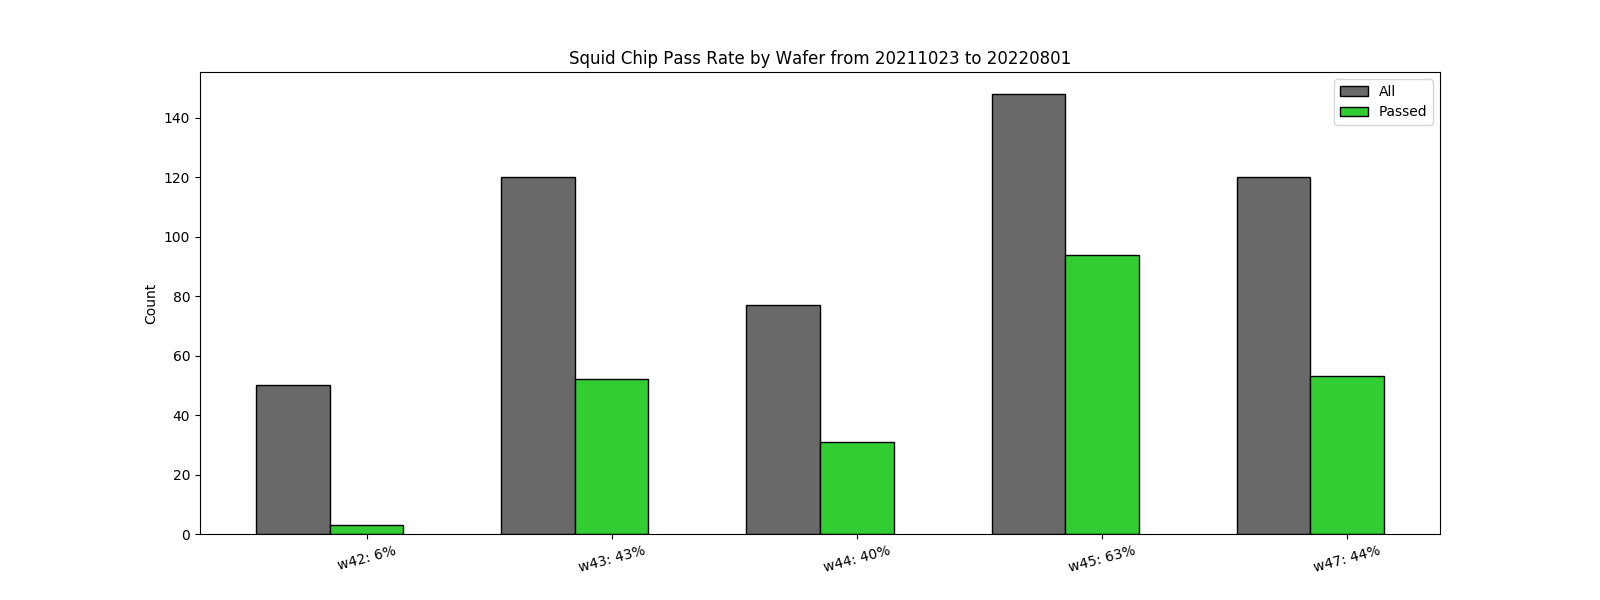 Squid Chip Pass Rate by Wafer from 20211023 to 20220801
All
Passed
140
120
100
80
60
40
20
0
Count
w42: 6%
w43: 43%
w44: 40%
w45: 63%
w47: 44%